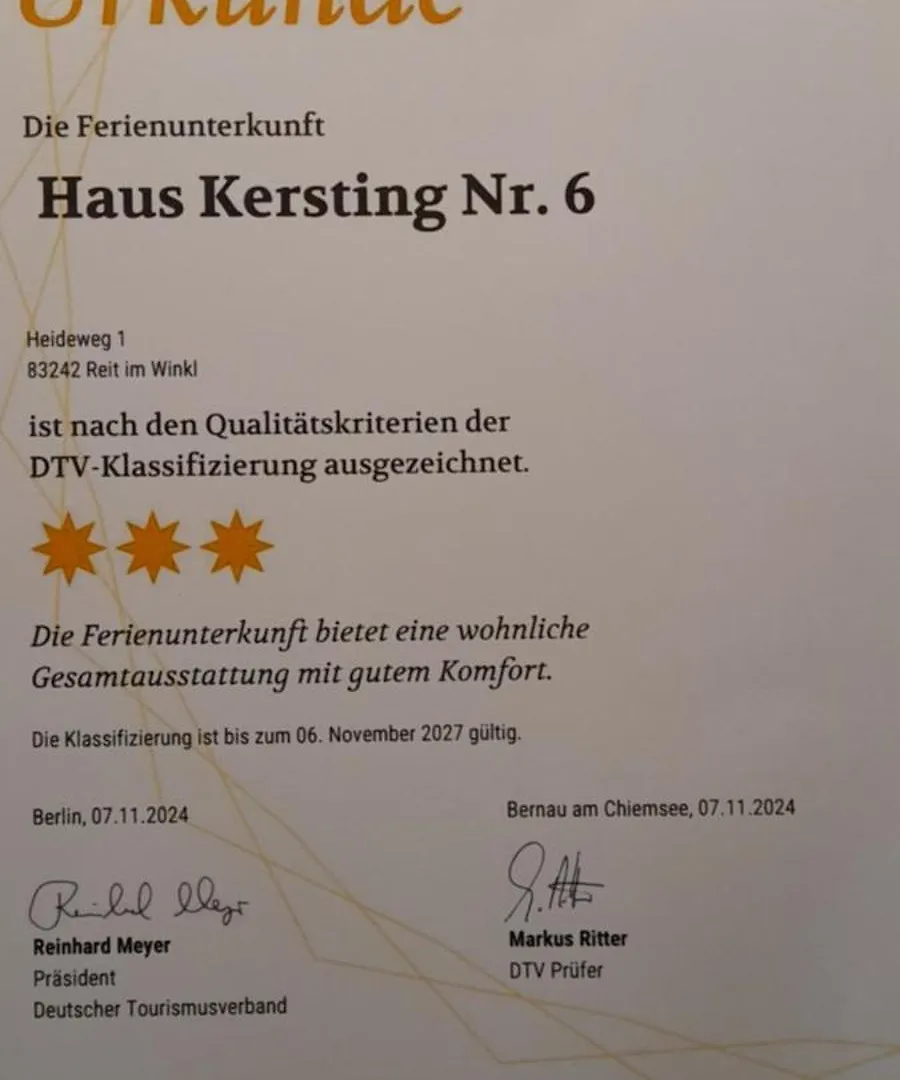 Urkunde
Die Ferienunterkunft
Haus Kersting Nr. 6
Heideweg 1
83242 Reit im Winkl
ist nach den Qualitätskriterien der
DTV-Klassifizierung ausgezeichnet.
Die Ferienunterkunft bietet eine wohnliche
Gesamtausstattung mit gutem Komfort.
Die Klassifizierung ist bis zum 06. November 2027 gültig.
Berlin, 07.11.2024
Bernau am Chiemsee, 07.11.2024
Reinhard Meyer
Reinhard Meyer
Präsident
Deutscher Tourismusverband
Markus Ritter
DTV Prüfer